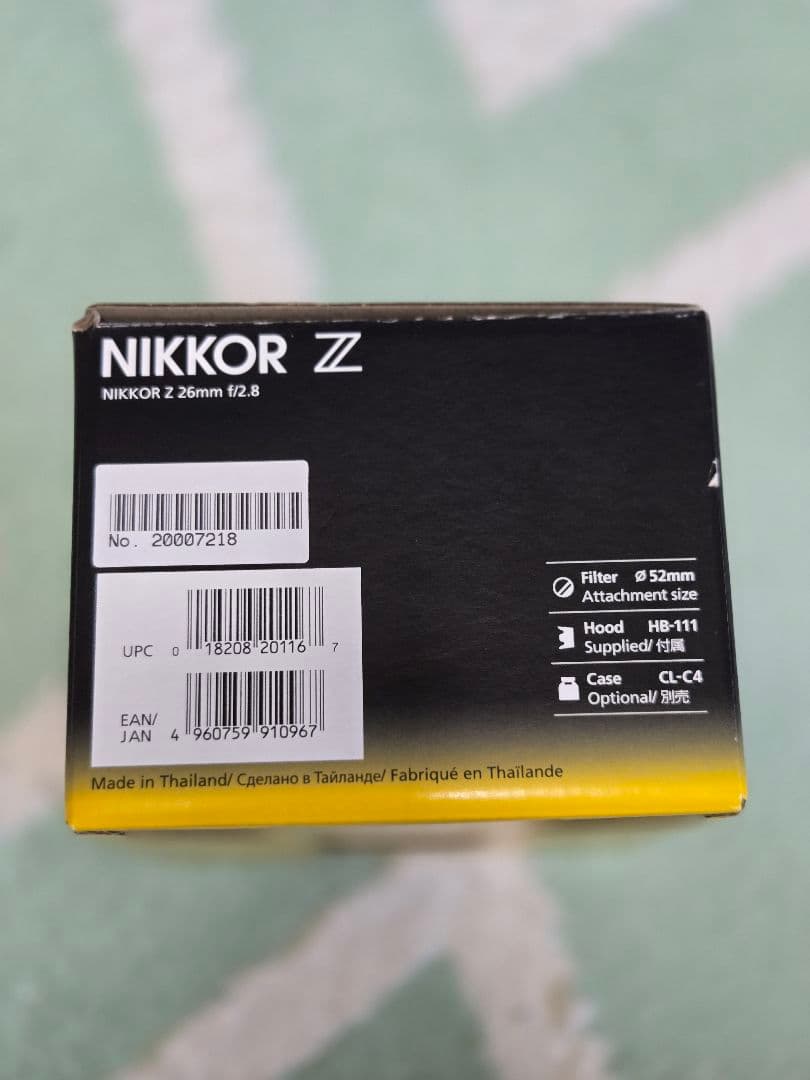 NIKKOR Z
NIKKOR Z 26mm f/2.8
No. 20007218
UPC 0 18208 20116 7
EAN/
JAN 4 960759 910967
Filter Ø 52mm
Attachment size
Hood HB-111
Supplied/ 付属
Case CL-C4
Optional/ 別売
Made in Thailand/ Сделано в Тайланде/ Fabriqué en Thaïlande